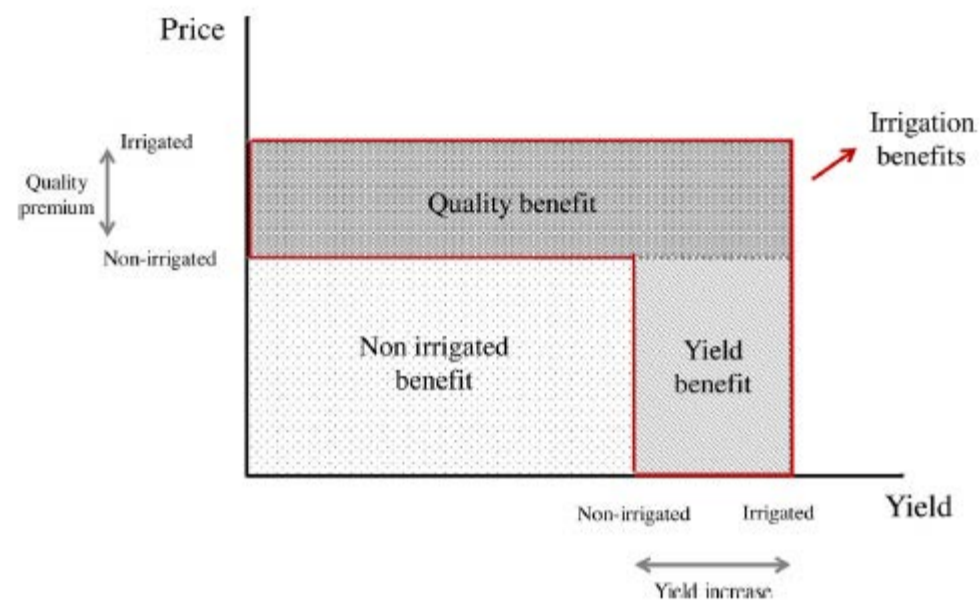 Price
Irrigated
Quality
premium
Non-irrigated
Quality benefit
Irrigation
benefits
Non irrigated
benefit
Yield
benefit
Non-irrigated
Irrigated
Yield
Yield increase